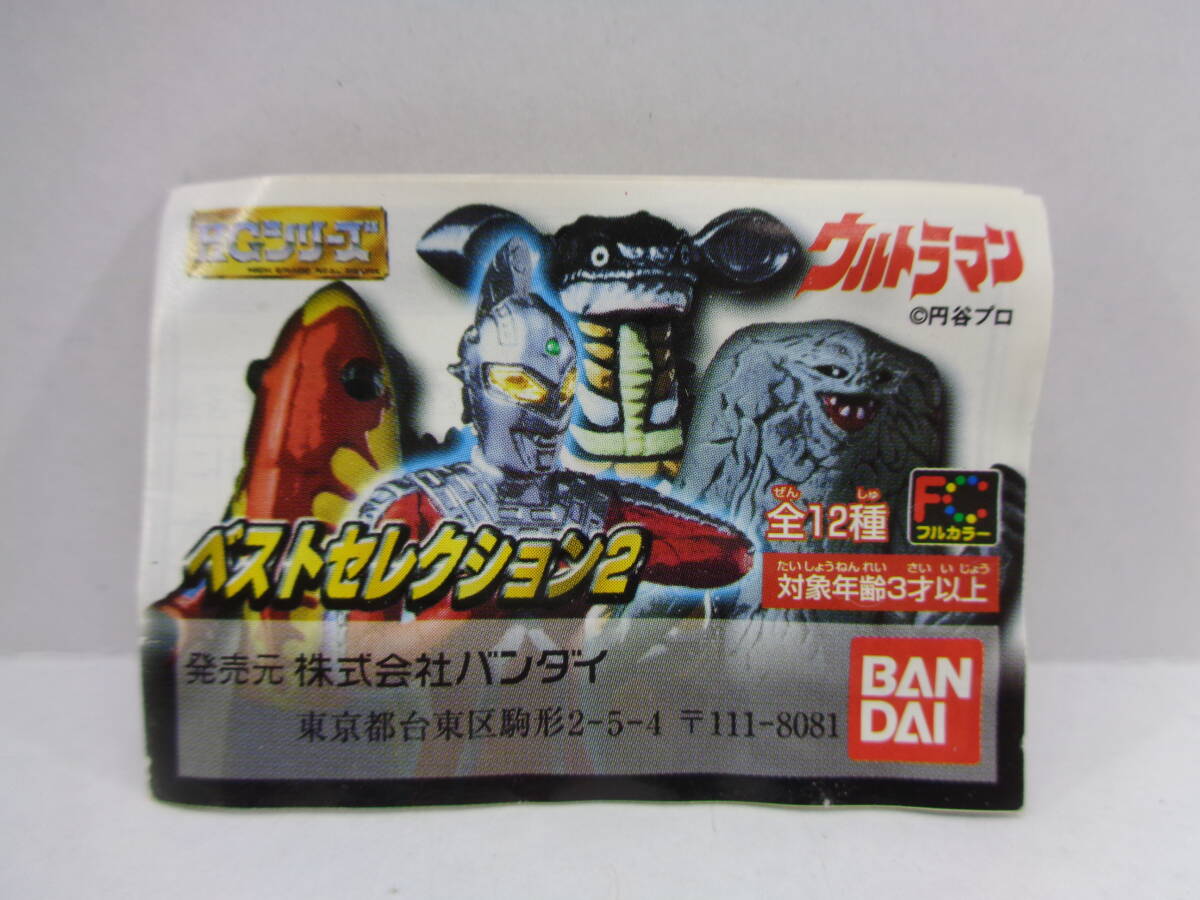 HGシリーズ
ウルトラマン
©円谷プロ
ベストセレクション2
ぜん しゅ
全12種
FC
フルカラー
たいしょうねんれい さい いじょう
対象年齢3才以上
発売元 株式会社バンダイ
東京都台東区駒形2-5-4 〒111-8081
BAN
DAI